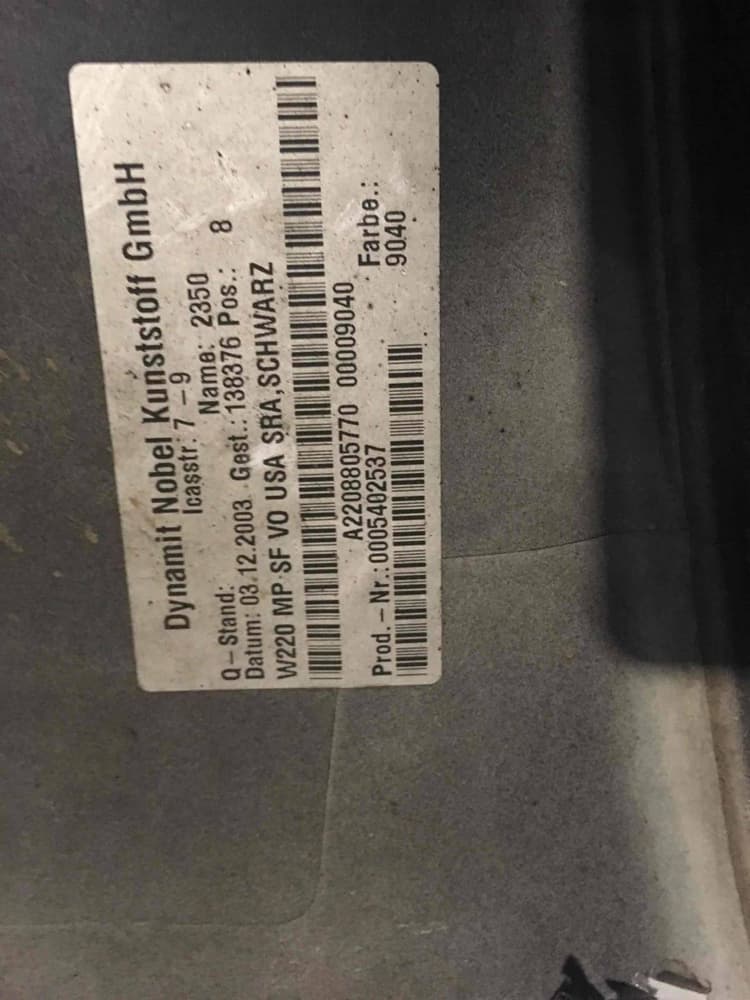 Dynamit Nobel Kunststoff GmbH
Icasstr. 7 - 9
Q - Stand: Name: 2350
Datum: 03.12.2003 Gest.: 138376 Pos.: 8
W220 MP SF VO USA SRA,SCHWARZ
A2208805770 00009040
Prod. - Nr.: 0005402537 Farbe.:
9040